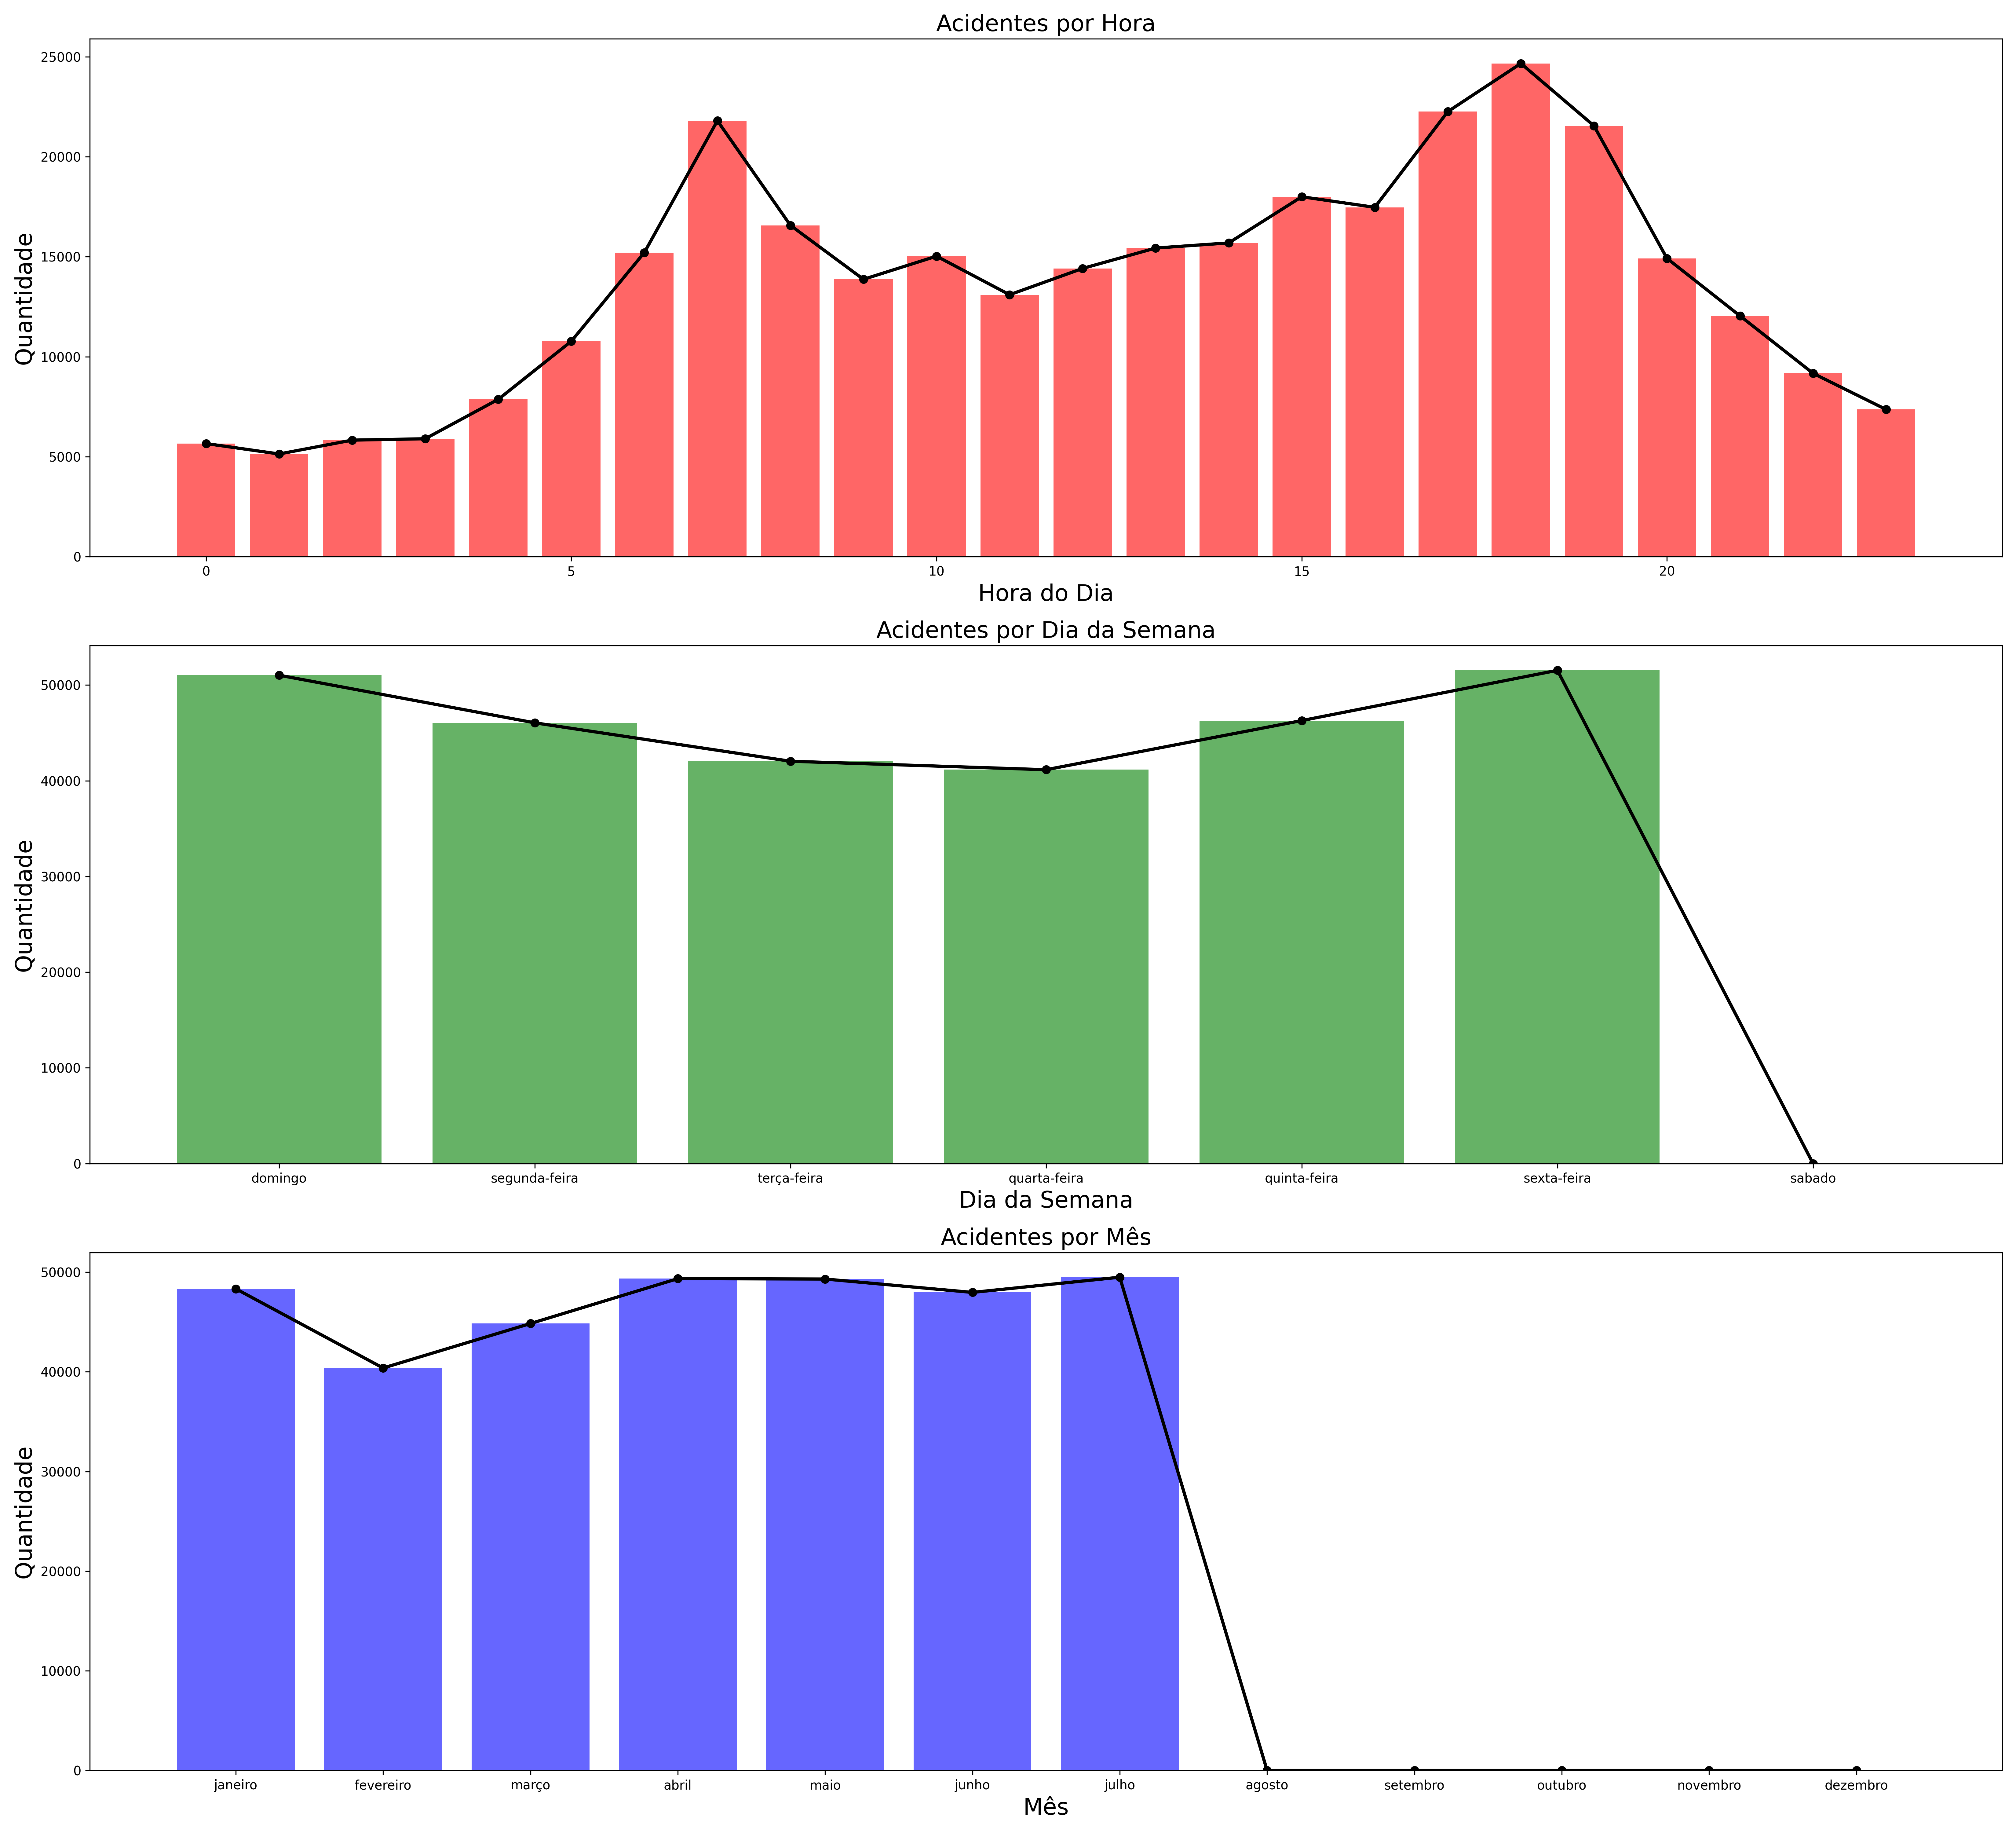 Acidentes por Hora
Quantidade
25000
20000
15000
10000
5000
0
0 5 10 15 20
Hora do Dia
Acidentes por Dia da Semana
Quantidade
50000
40000
30000
20000
10000
0
domingo segunda-feira terça-feira quarta-feira quinta-feira sexta-feira sabado
Dia da Semana
Acidentes por Mês
Quantidade
50000
40000
30000
20000
10000
0
janeiro fevereiro março abril maio junho julho agosto setembro outubro novembro dezembro
Mês